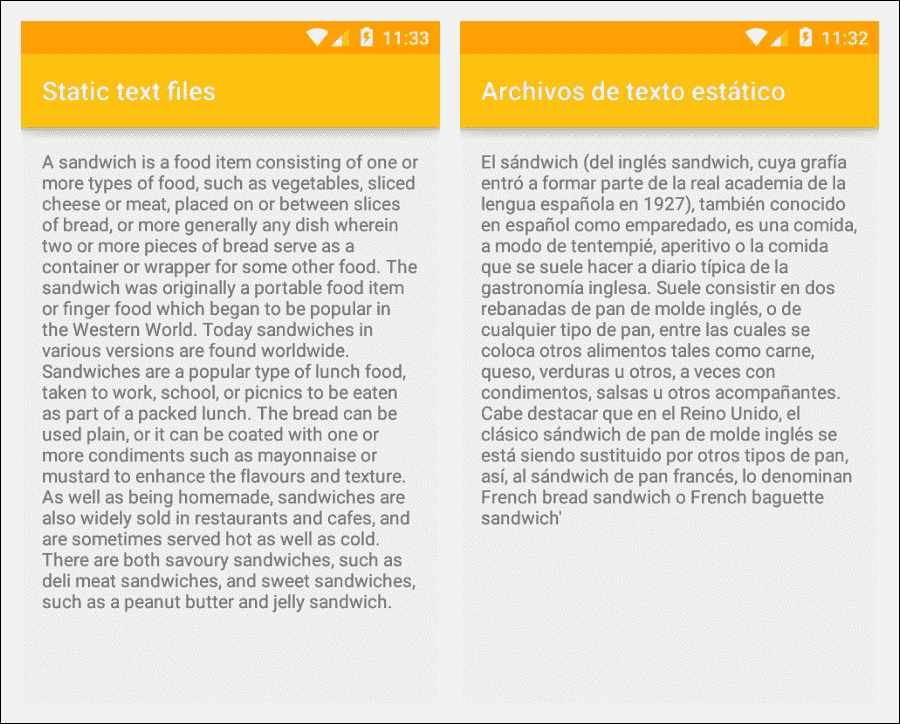 11:33
Static text files
A sandwich is a food item consisting of one or
more types of food, such as vegetables, sliced
cheese or meat, placed on or between slices
of bread, or more generally any dish wherein
two or more pieces of bread serve as a
container or wrapper for some other food. The
sandwich was originally a portable food item
or finger food which began to be popular in
the Western World. Today sandwiches in
various versions are found worldwide.
Sandwiches are a popular type of lunch food,
taken to work, school, or picnics to be eaten
as part of a packed lunch. The bread can be
used plain, or it can be coated with one or
more condiments such as mayonnaise or
mustard to enhance the flavours and texture.
As well as being homemade, sandwiches are
also widely sold in restaurants and cafes, and
are sometimes served hot as well as cold.
There are both savoury sandwiches, such as
deli meat sandwiches, and sweet sandwiches,
such as a peanut butter and jelly sandwich.
11:32
Archivos de texto estático
El sándwich (del inglés sandwich, cuya grafía
entró a formar parte de la real academia de la
lengua española en 1927), también conocido
en español como emparedado, es una comida,
a modo de tentempié, aperitivo o la comida
que se suele hacer a diario típica de la
gastronomía inglesa. Suele consistir en dos
rebanadas de pan de molde inglés, o de
cualquier tipo de pan, entre las cuales se
coloca otros alimentos tales como carne,
queso, verduras u otros, a veces con
condimentos, salsas u otros acompañantes.
Cabe destacar que en el Reino Unido, el
clásico sándwich de pan de molde inglés se
está siendo sustituido por otros tipos de pan,
así, al sándwich de pan francés, lo denominan
French bread sandwich o French baguette
sandwich'